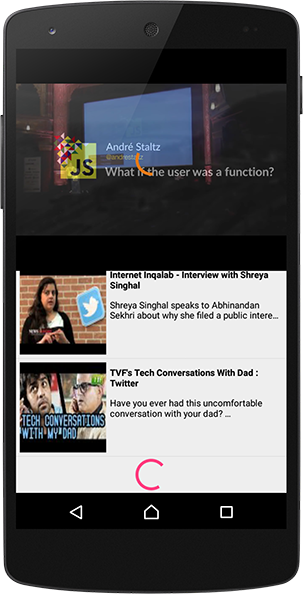 André Staltz
@andrestaltz
JS
What if the user was a function?
Internet Inqalab - Interview with Shreya
Singhal
Shreya Singhal speaks to Abhinandan
Sekhri about why she filed a public intere...
TVF's Tech Conversations With Dad :
Twitter
Have you ever had this uncomfortable
conversation with your dad? ...
TECH CONVERSATIONS
WITH MY DAD